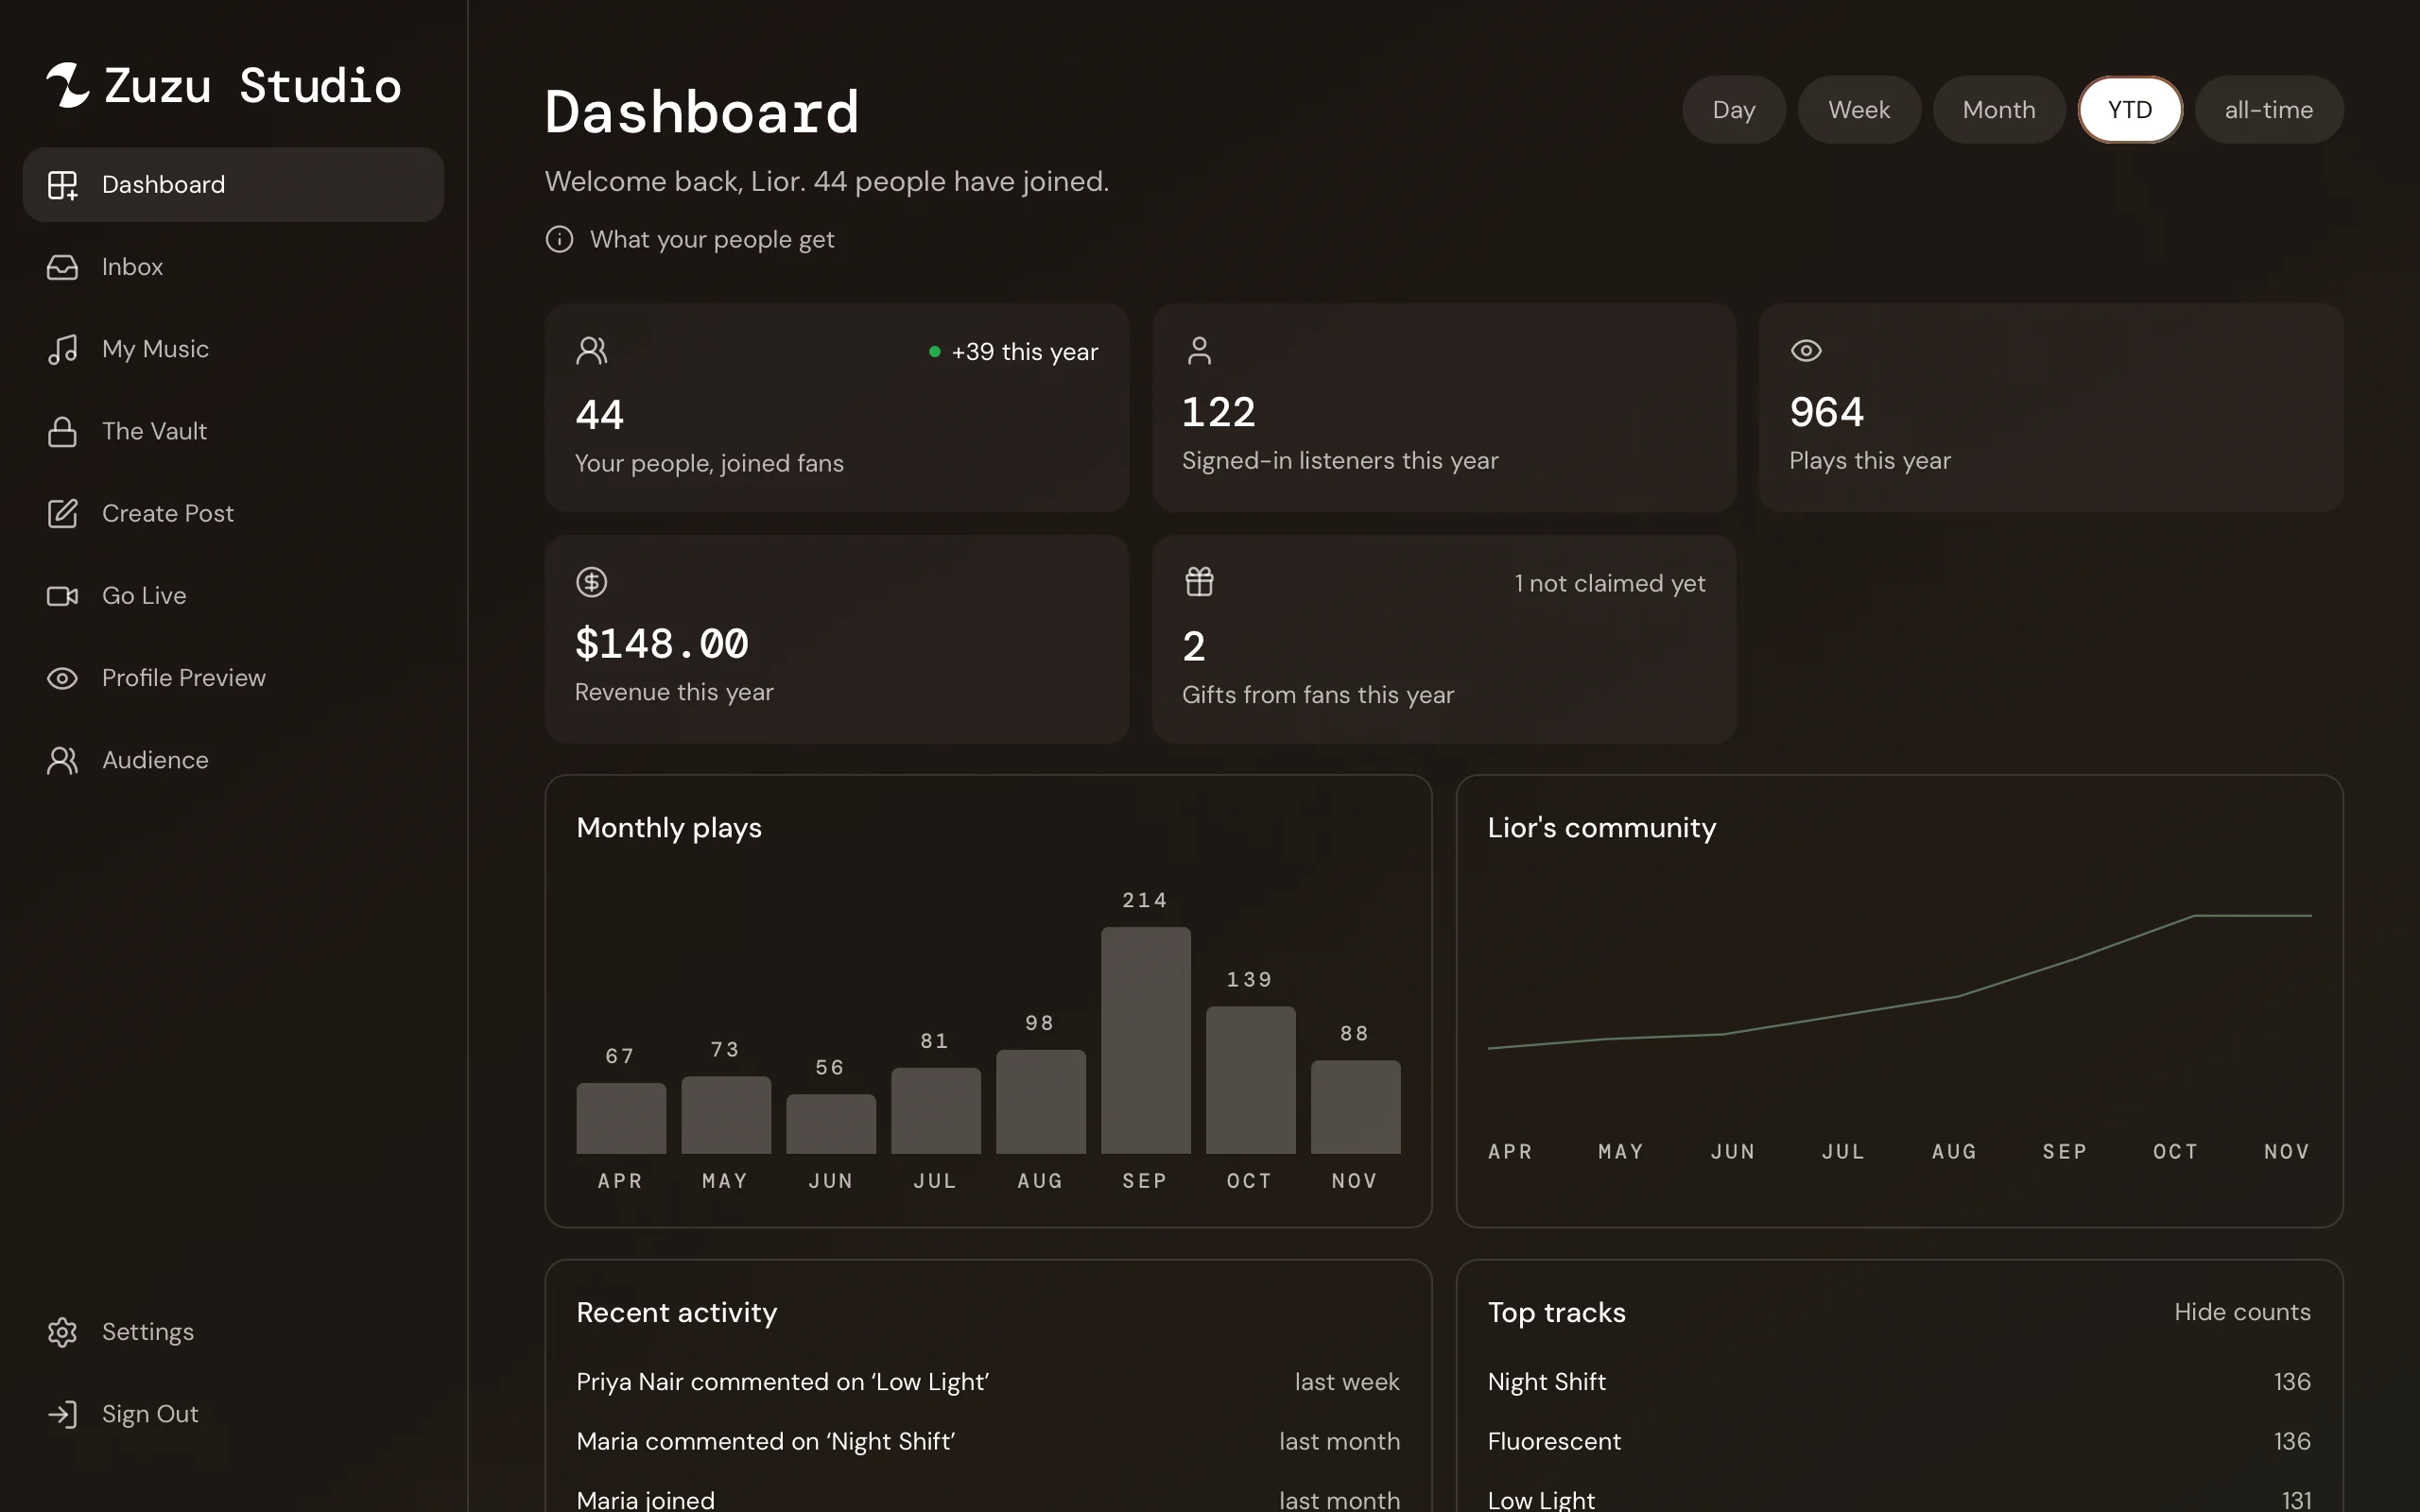 Zuzu Studio
Dashboard
Inbox
My Music
The Vault
Create Post
Go Live
Profile Preview
Audience
Settings
Sign Out
Dashboard
Day Week Month YTD all-time
Welcome back, Lior. 44 people have joined.
What your people get
+39 this year
44
Your people, joined fans
122
Signed-in listeners this year
964
Plays this year
$148.00
Revenue this year
1 not claimed yet
2
Gifts from fans this year
Monthly plays
67 73 56 81 98 214 139 88
APR MAY JUN JUL AUG SEP OCT NOV
Lior's community
APR MAY JUN JUL AUG SEP OCT NOV
Recent activity
Priya Nair commented on ‘Low Light’ last week
Maria commented on ‘Night Shift’ last month
Maria joined last month
Top tracks Hide counts
Night Shift 136
Fluorescent 136
Low Light 131